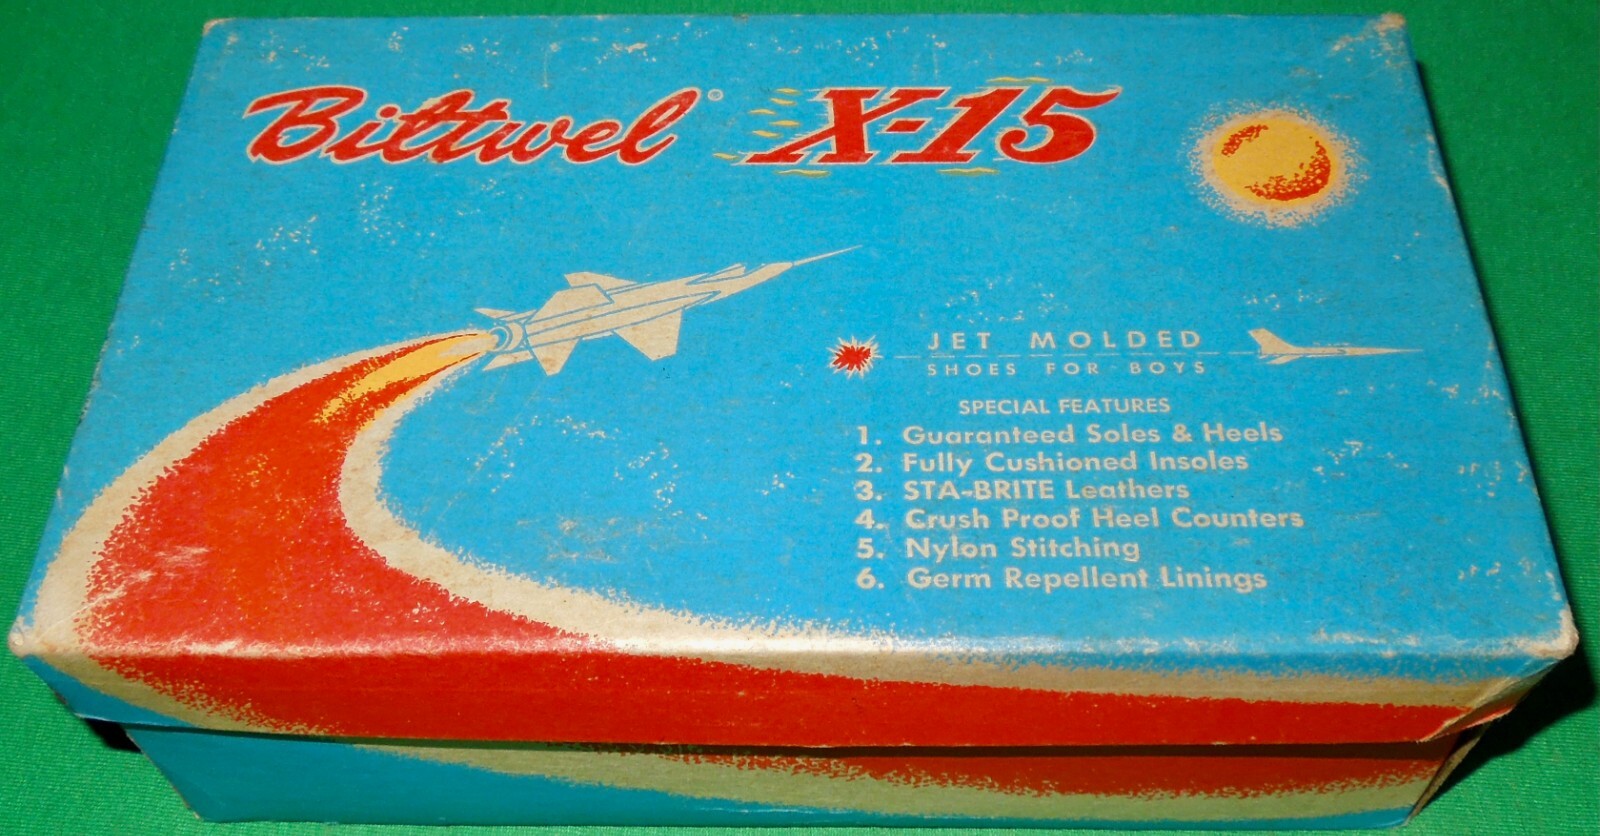 Biltwel® X-15
JET MOLDED
SHOES FOR BOYS
SPECIAL FEATURES
1. Guaranteed Soles & Heels
2. Fully Cushioned Insoles
3. STA-BRITE Leathers
4. Crush Proof Heel Counters
5. Nylon Stitching
6. Germ Repellent Linings